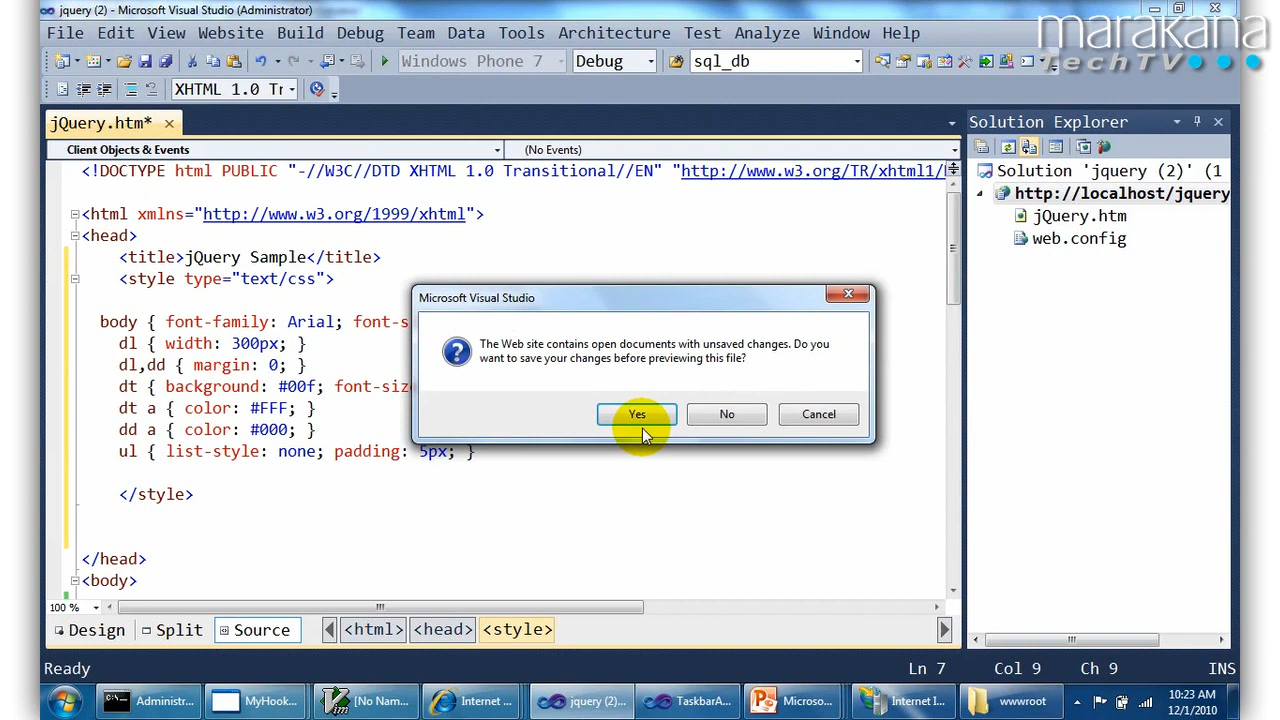 jquery (2) - Microsoft Visual Studio (Administrator)
marakana
TechTV
File Edit View Website Build Debug Team Data Tools Architecture Test Analyze Window Help
Windows Phone 7 Debug sql_db
XHTML 1.0 Tr
jQuery.htm*
Solution Explorer
Client Objects & Events (No Events)
<!DOCTYPE html PUBLIC "-//W3C//DTD XHTML 1.0 Transitional//EN" "http://www.w3.org/TR/xhtml1/
Solution 'jquery (2)' (1
http://localhost/jquery
jQuery.htm
web.config
<html xmlns="http://www.w3.org/1999/xhtml">
<head>
<title>jQuery Sample</title>
<style type="text/css">
body { font-family: Arial; font-s
dl { width: 300px; }
dl,dd { margin: 0; }
dt { background: #00f; font-size
dt a { color: #FFF; }
dd a { color: #000; }
ul { list-style: none; padding: 5px; }
</style>
</head>
<body>
Microsoft Visual Studio
The Web site contains open documents with unsaved changes. Do you
want to save your changes before previewing this file?
Yes No Cancel
100 %
Design Split Source <html> <head> <style>
Ready Ln 7 Col 9 Ch 9 INS
Administr... MyHook... [No Nam... Internet ... jquery (2)... TaskbarA... Microso... Internet I... wwwroot
10:23 AM
12/1/2010